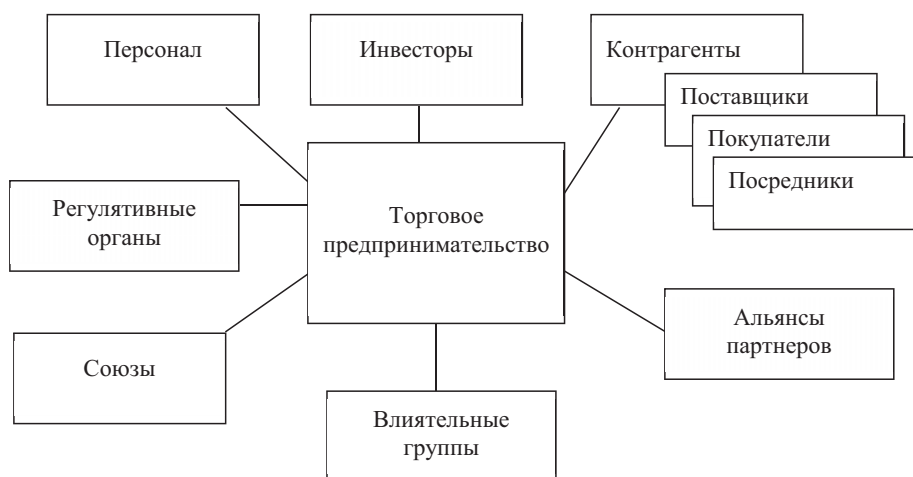 Персонал
Инвесторы
Контрагенты
Поставщики
Покупатели
Посредники
Регулятивные
органы
Торговое
предпринимательство
Союзы
Альянсы
партнеров
Влиятельные
группы